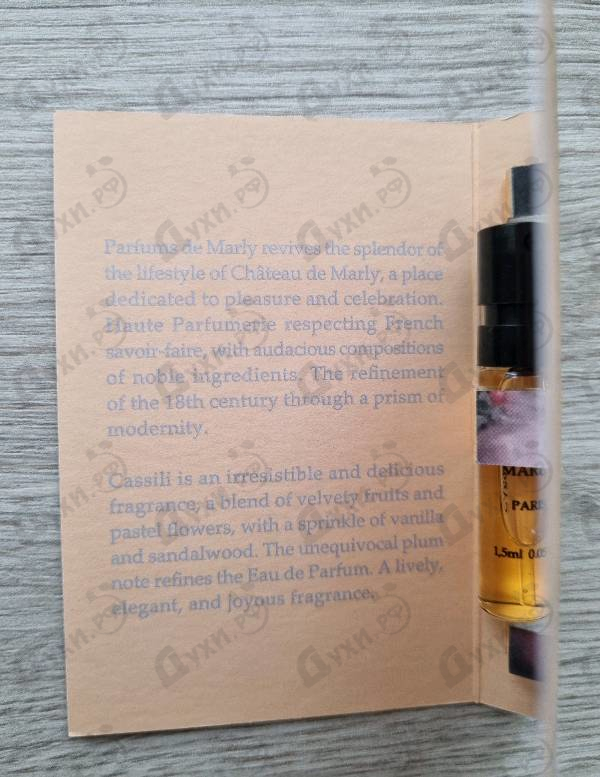 Parfums de Marly revives the splendor of
the lifestyle of Château de Marly, a place
dedicated to pleasure and celebration.
Haute Parfumerie respecting French
savoir-faire, with audacious compositions
of noble ingredients. The refinement
of the 18th century through a prism of
modernity.
Cassili is an irresistible and delicious
fragrance, a blend of velvety fruits and
pastel flowers, with a sprinkle of vanilla
and sandalwood. The unequivocal plum
note refines the Eau de Parfum. A lively,
elegant, and joyous fragrance.
PARIS
1,5ml
Духи.РФ